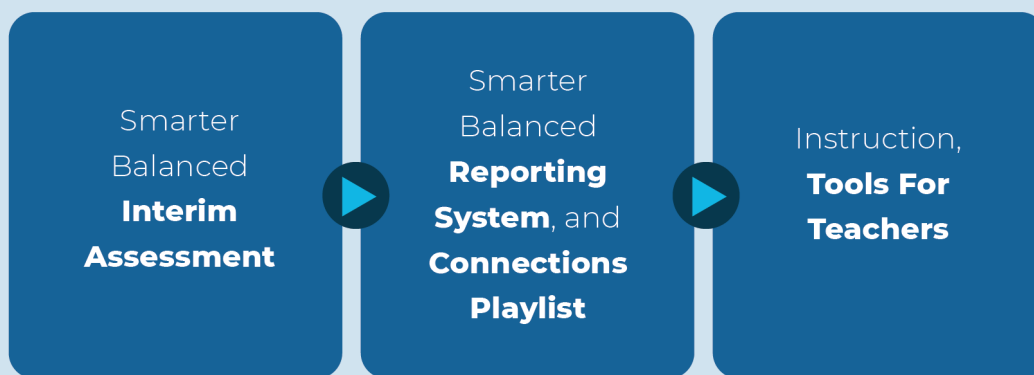 Smarter
Balanced
Interim
Assessment
Smarter
Balanced
Reporting
System, and
Connections
Playlist
Instruction,
Tools For
Teachers